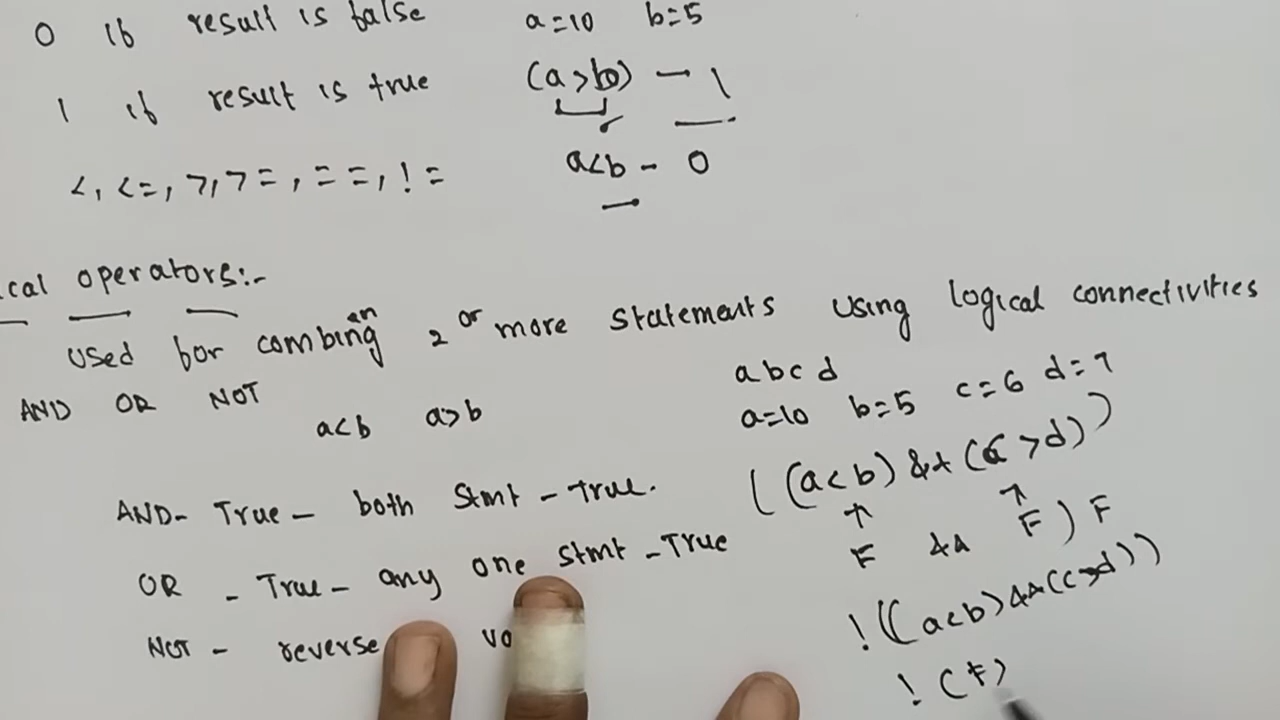 0 if result is false a=10 b=5
1 if result is true (a>b) - 1
<, <=, >, >=, ==, != a<b - 0
cal operators:-
used for combining an 2 or more statements using logical connectivities
AND OR NOT a<b a>b
a b c d
a=10 b=5 c=6 d=7
((a<b) && (c>d))
AND- True - both stmt - True.
F && F) F
OR - True - any one stmt - True
!((a<b) && (c>d))
NOT - reverse
!(F)